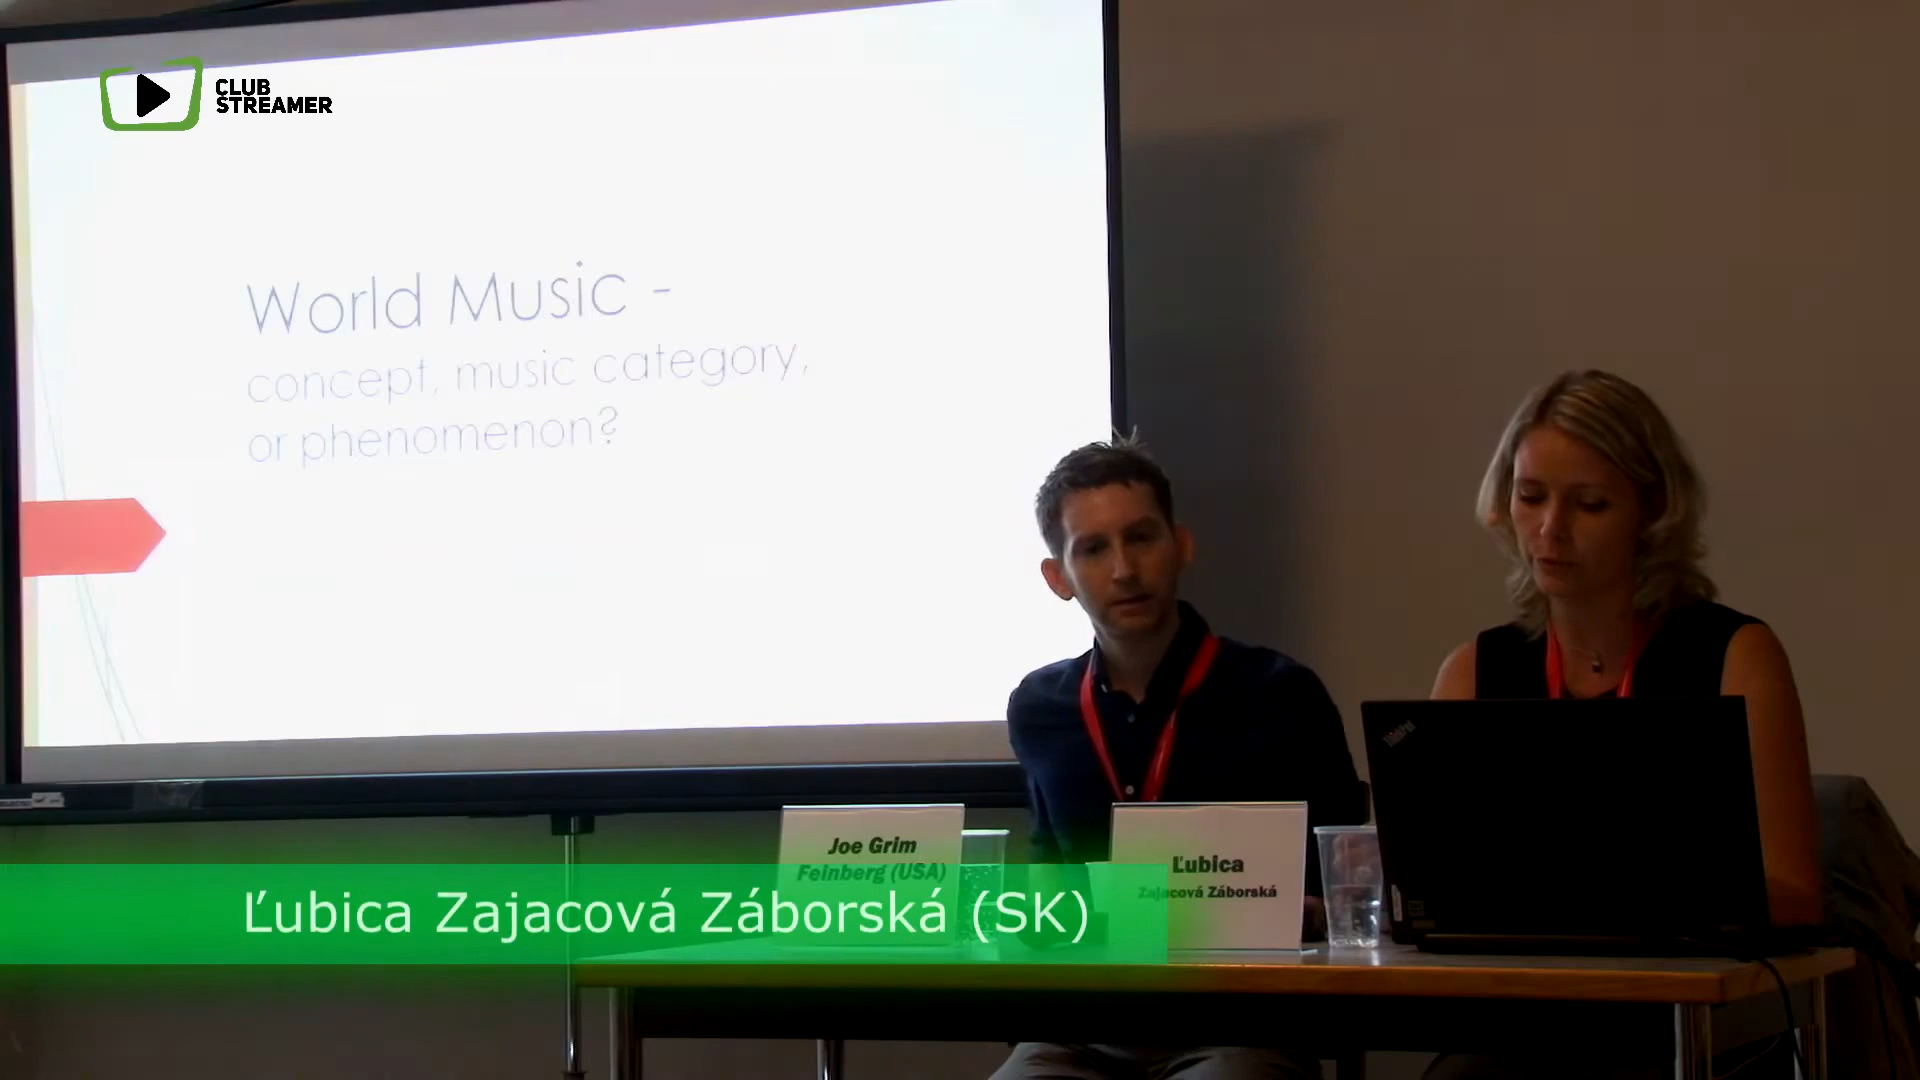 CLUB
STREAMER
World Music -
concept, music category,
or phenomenon?
Joe Grim
Feinberg (USA)
Ľubica
Zajacová Záborská
ThinkPad
Ľubica Zajacová Záborská (SK)